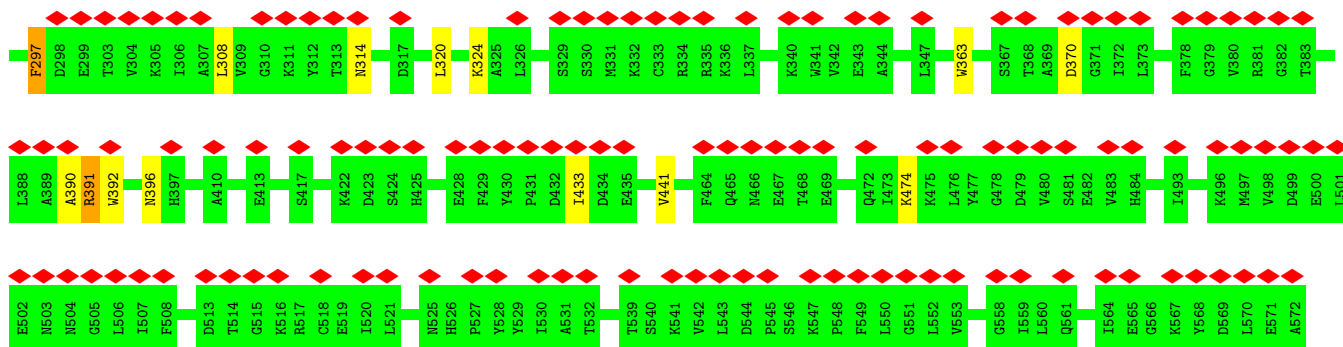 F297 D298 E299 T303 V304 K305 I306 A307 L308 V309 G310 K311 Y312 T313 N314 D317 L320 K324 A325 L326 S329 S330 M331 K332 C333 R334 R335 K336 L337 K340 W341 V342 E343 A344 L347 W363 S367 T368 A369 D370 G371 I372 L373 F378 G379 V380 R381 G382 T383
L388 A389 A390 R391 W392 N396 H397 A410 E413 S417 K422 D423 S424 H425 E428 F429 Y430 P431 D432 I433 D434 E435 V441 F464 Q465 N466 E467 T468 E469 Q472 I473 K474 K475 L476 Y477 G478 D479 V480 S481 E482 V483 H484 I493 K496 M497 V498 D499 E500 L501
E502 N503 N504 G505 L506 I507 F508 D513 T514 G515 K516 R517 C518 E519 I520 L521 N525 H526 P527 Y528 Y529 I530 A531 T532 T539 S540 K541 V542 L543 D544 P545 S546 K547 P548 F549 L550 G551 L552 V553 G558 I559 L560 Q561 I564 E565 G566 K567 Y568 D569 L570 E571 A572